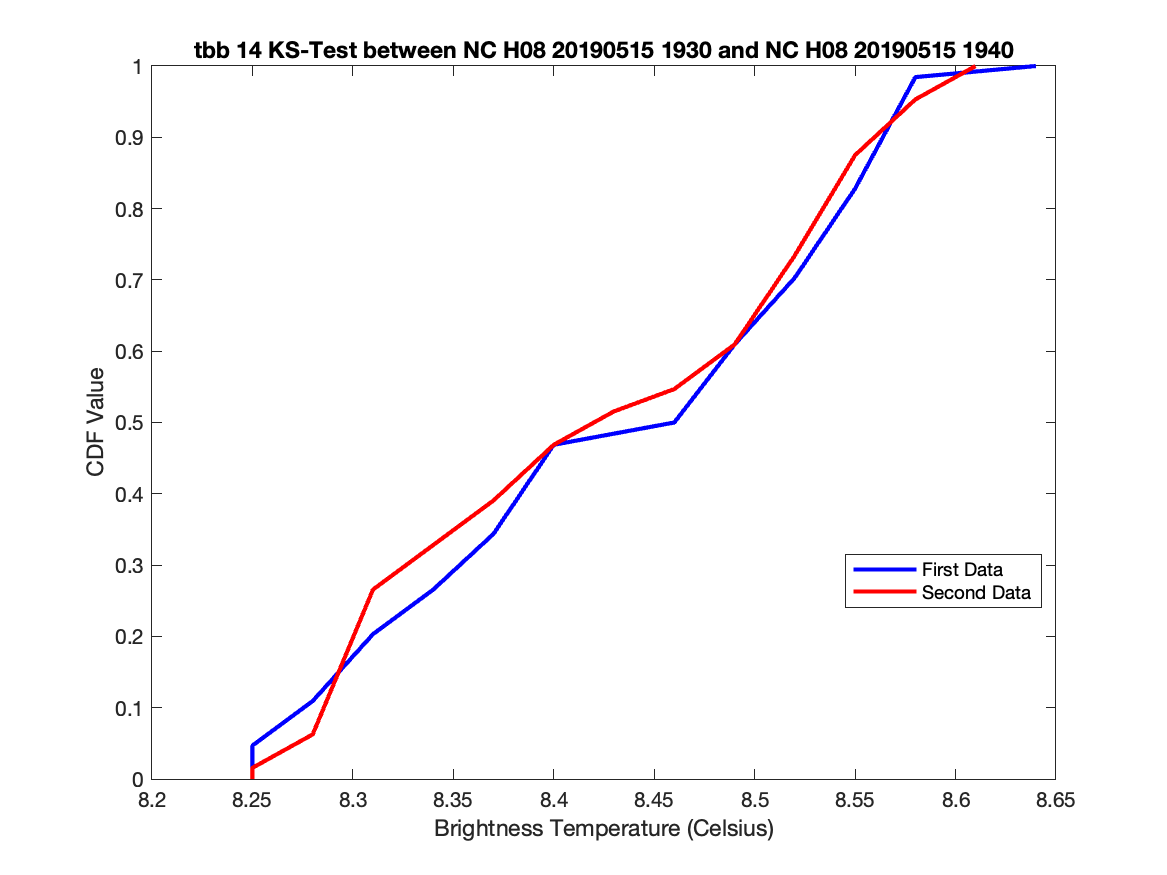 tbb 14 KS-Test between NC H08 20190515 1930 and NC H08 20190515 1940
1
0.9
0.8
0.7
0.6
0.5
0.4
0.3
0.2
0.1
0
CDF Value
First Data
Second Data
8.2 8.25 8.3 8.35 8.4 8.45 8.5 8.55 8.6 8.65
Brightness Temperature (Celsius)